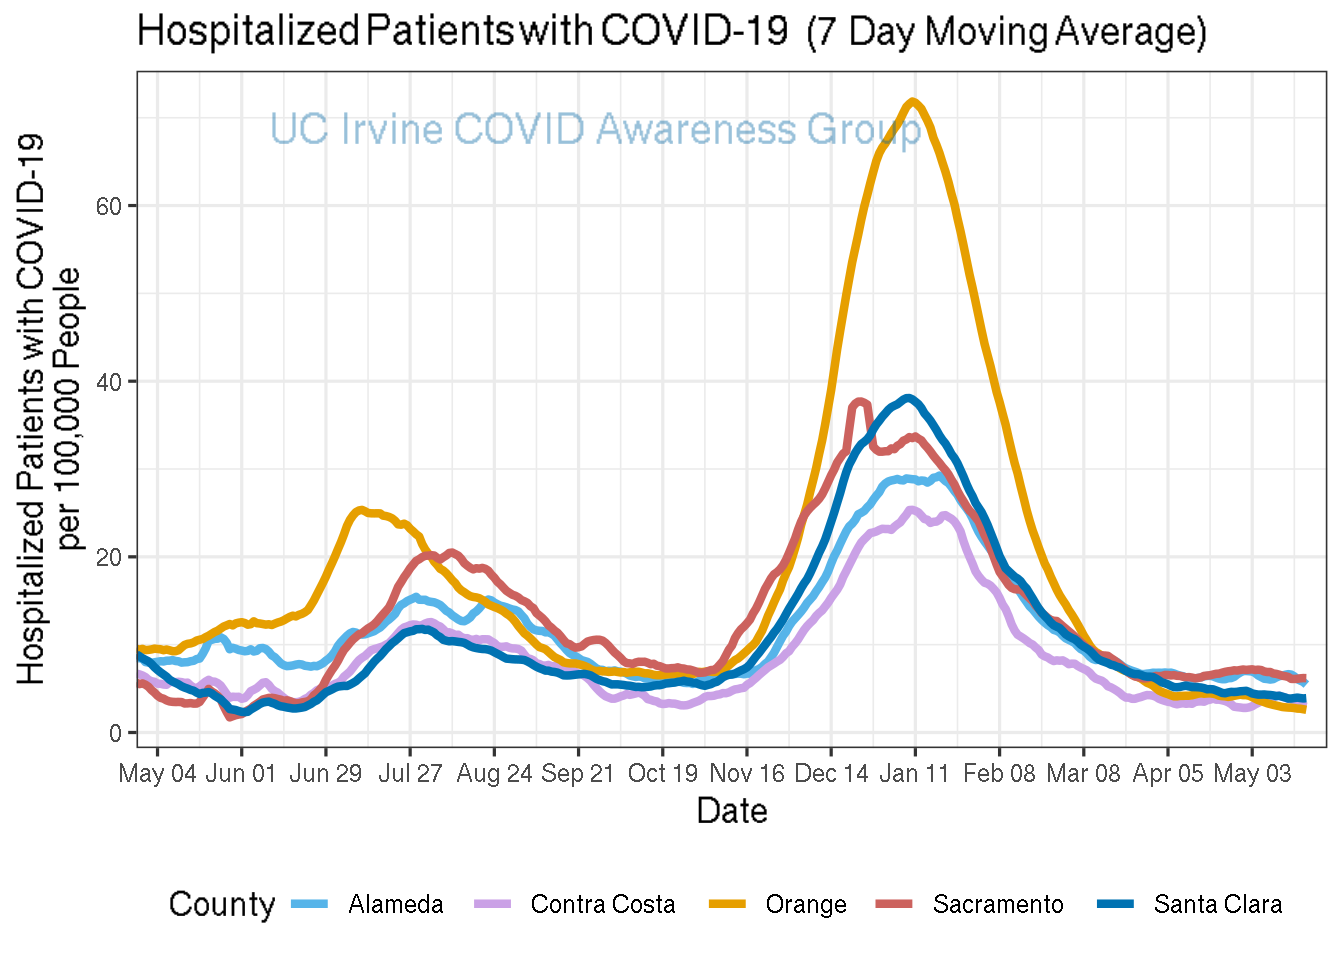 Hospitalized Patients with COVID-19 (7 Day Moving Average)
UC Irvine COVID Awareness Group
Hospitalized Patients with COVID-19
per 100,000 People
60
40
20
0
May 04 Jun 01 Jun 29 Jul 27 Aug 24 Sep 21 Oct 19 Nov 16 Dec 14 Jan 11 Feb 08 Mar 08 Apr 05 May 03
Date
County Alameda Contra Costa Orange Sacramento Santa Clara